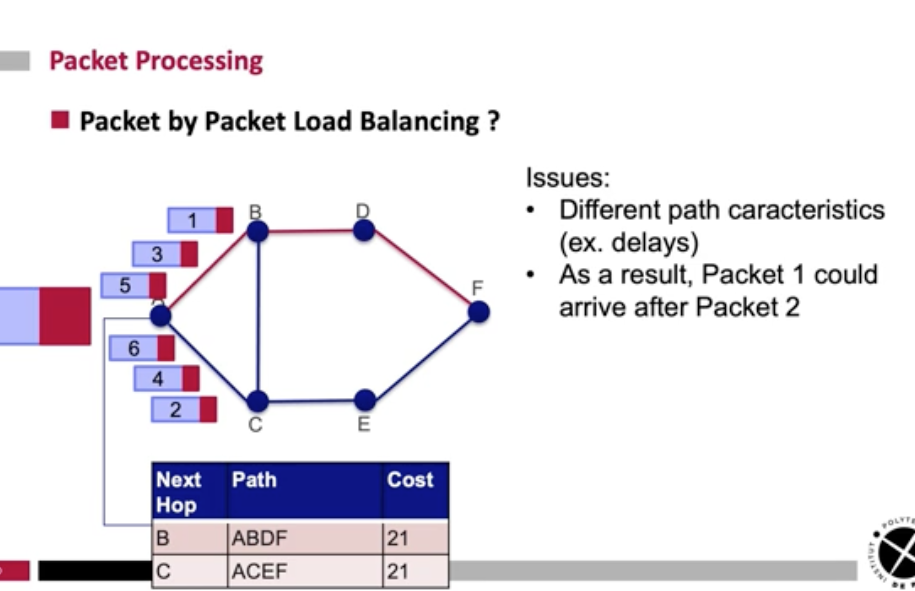 Packet Processing
Packet by Packet Load Balancing ?
Issues:
• Different path caracteristics
(ex. delays)
• As a result, Packet 1 could
arrive after Packet 2
1
3
5
6
4
2
B
D
F
C
E
Next Hop Path Cost
B ABDF 21
C ACEF 21